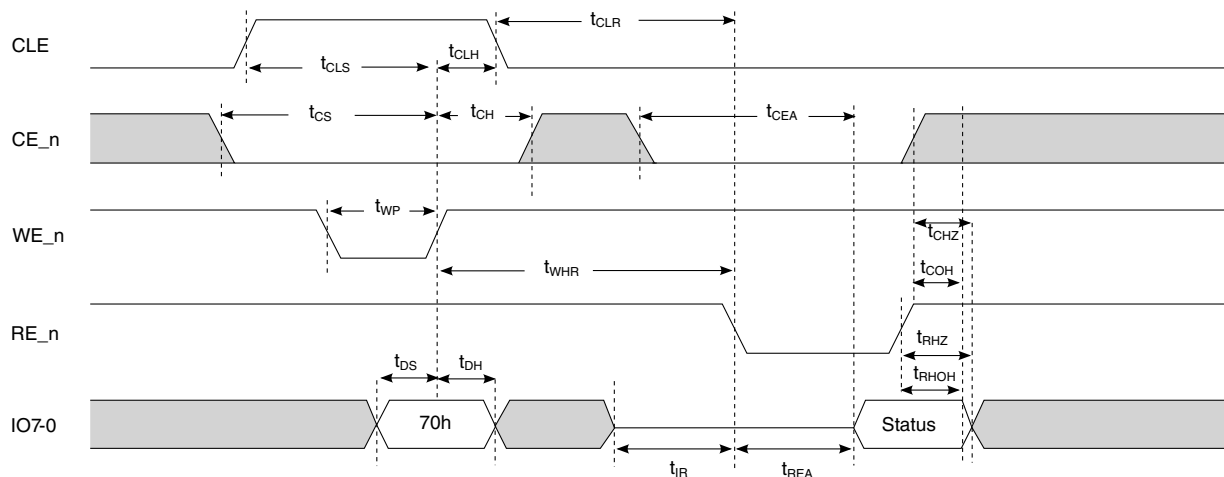 CLE
tCLR
tCLS
tCLH
CE_n
tCS
tCH
tCEA
WE_n
tWP
tCHZ
tWHR
tCOH
RE_n
tRHZ
tDS
tDH
tRHOH
IO7-0
70h
Status
tIR
tREA